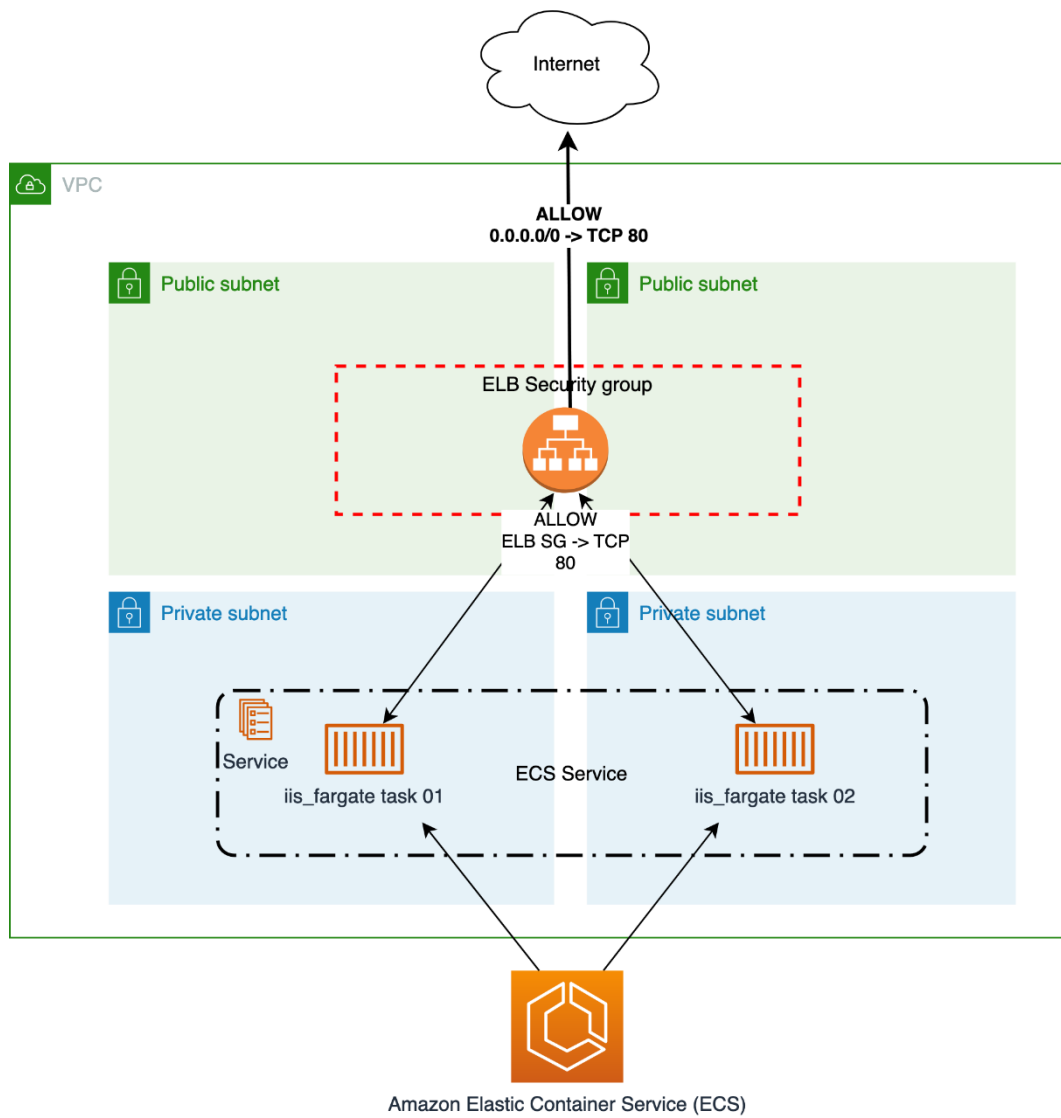 Internet
VPC
ALLOW
0.0.0.0/0 -> TCP 80
Public subnet
Public subnet
ELB Security group
ALLOW
ELB SG -> TCP
80
Private subnet
Private subnet
Service
ECS Service
iis_fargate task 01
iis_fargate task 02
Amazon Elastic Container Service (ECS)